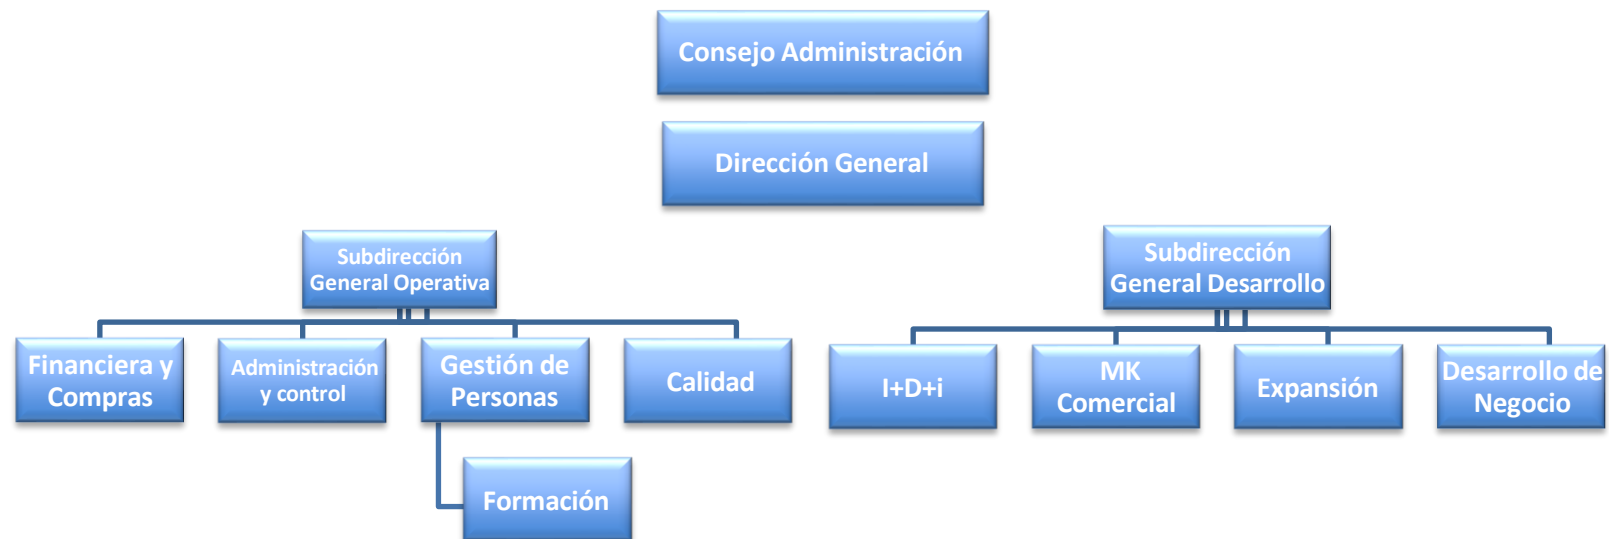 Consejo Administración
Dirección General
Subdirección
General Operativa
Subdirección
General Desarrollo
Financiera y
Compras
Administración
y control
Gestión de
Personas
Calidad
I+D+i
MK
Comercial
Expansión
Desarrollo de
Negocio
Formación